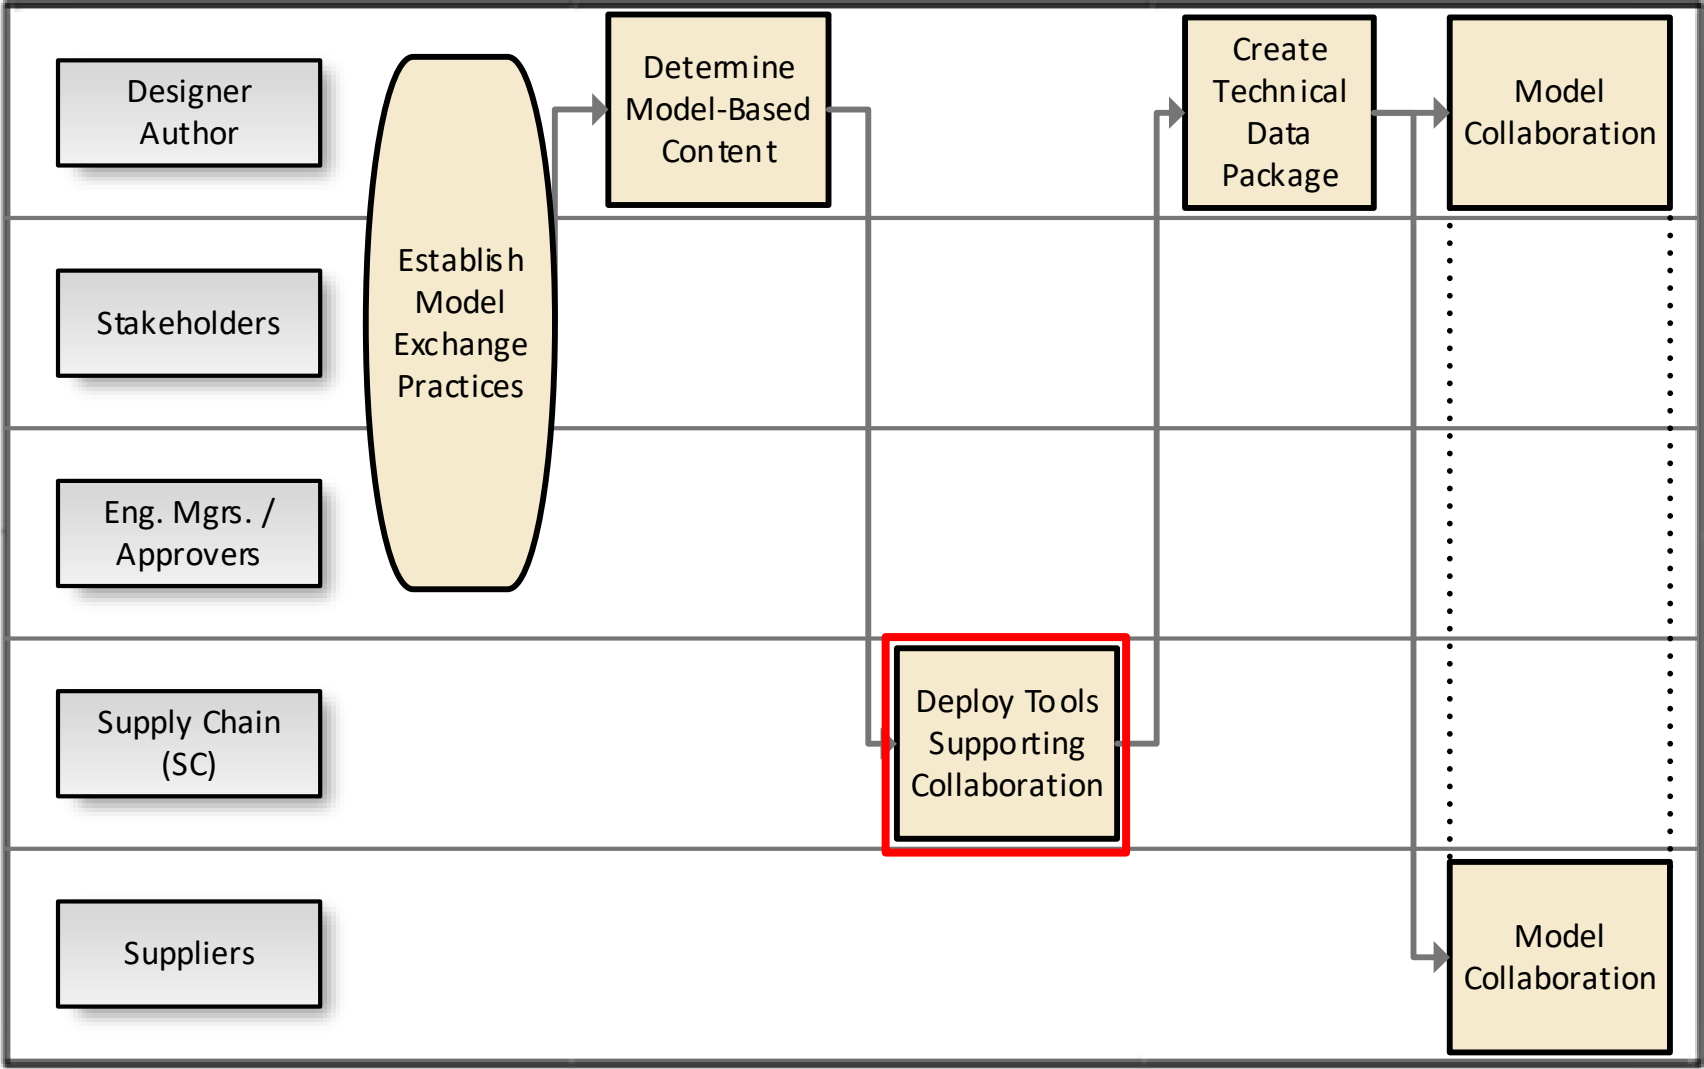 Designer
Author
Stakeholders
Eng. Mgrs. /
Approvers
Supply Chain
(SC)
Suppliers
Establish
Model
Exchange
Practices
Determine
Model-Based
Content
Deploy Tools
Supporting
Collaboration
Create
Technical
Data
Package
Model
Collaboration
Model
Collaboration